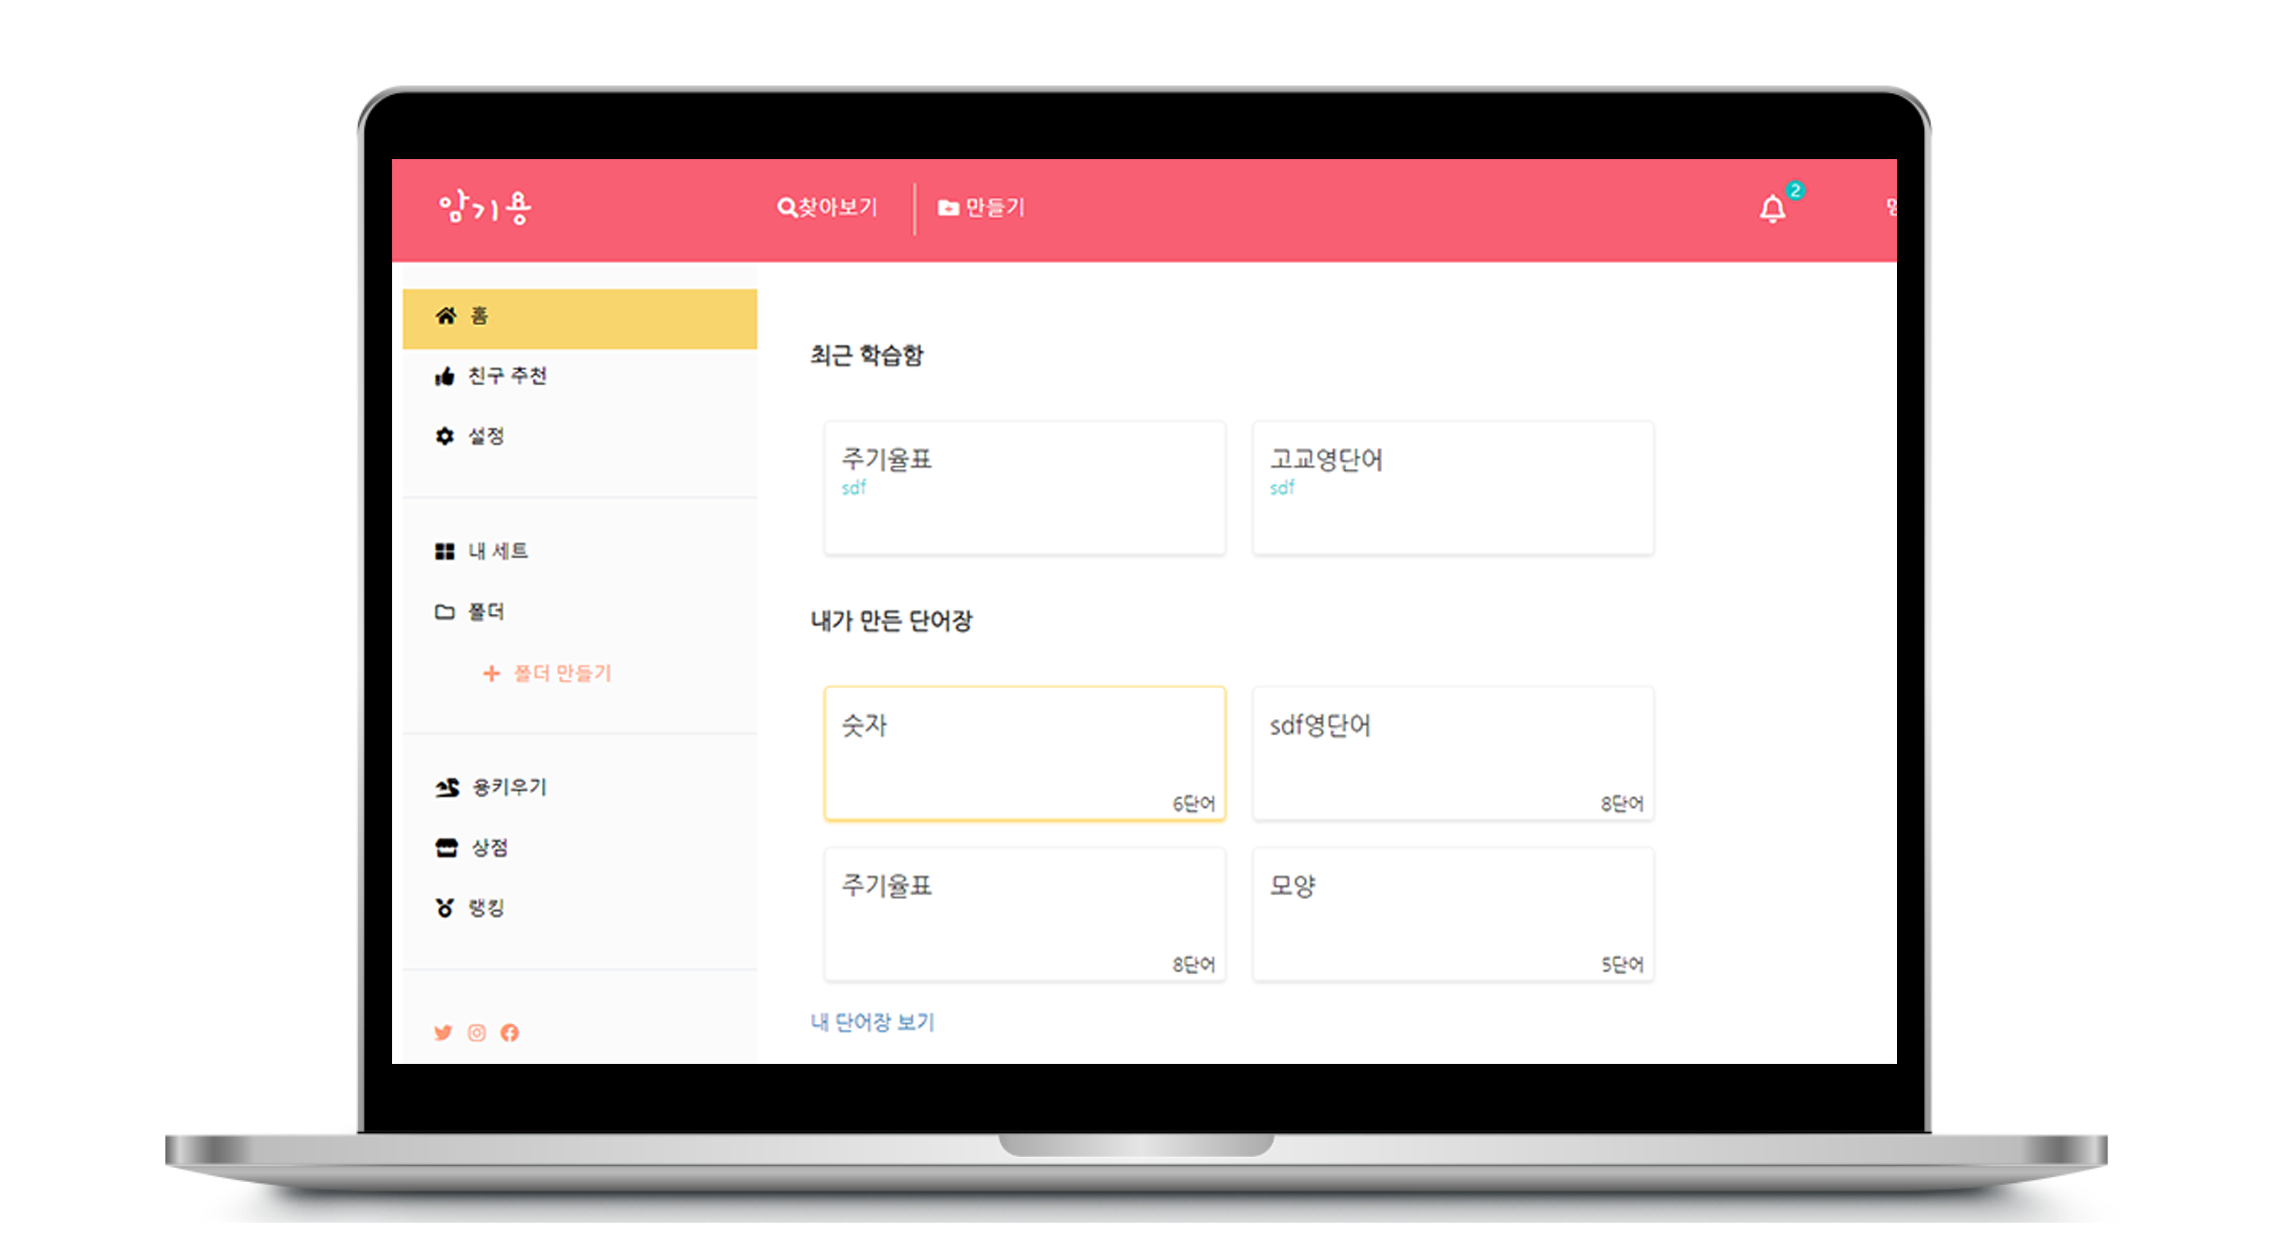 암기용
찾아보기
만들기
2
홈
친구 추천
설정
내 세트
폴더
+ 폴더 만들기
용키우기
상점
랭킹
최근 학습함
주기율표
sdf
고교영단어
sdf
내가 만든 단어장
숫자
6단어
sdf영단어
8단어
주기율표
8단어
모양
5단어
내 단어장 보기